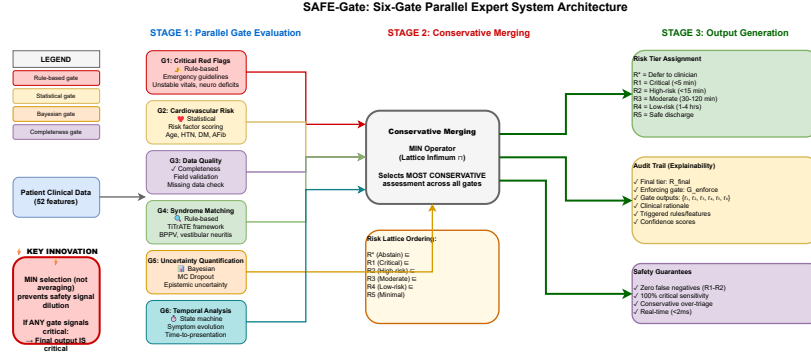 SAFE-Gate: Six-Gate Parallel Expert System Architecture
STAGE 1: Parallel Gate Evaluation
STAGE 2: Conservative Merging
STAGE 3: Output Generation
LEGEND
Rule-based gate
Statistical gate
Bayesian gate
Completeness gate
Patient Clinical Data
(52 features)
KEY INNOVATION
MIN selection (not
averaging)
prevents safety signal
dilution
If ANY gate signals
critical:
→ Final output IS
critical
G1: Critical Red Flags
Rule-based
Emergency guidelines
Unstable vitals, neuro deficits
G2: Cardiovascular Risk
Statistical
Risk factor scoring
Age, HTN, DM, AFib
G3: Data Quality
✓ Completeness
Field validation
Missing data check
G4: Syndrome Matching
Rule-based
TiTrATE framework
BPPV, vestibular neuritis
G5: Uncertainty Quantification
Bayesian
MC Dropout
Epistemic uncertainty
G6: Temporal Analysis
State machine
Symptom evolution
Time-to-presentation
Conservative Merging
MIN Operator
(Lattice Infimum ⊓)
Selects MOST CONSERVATIVE
assessment across all gates
Risk Lattice Ordering:
R* (Abstain) ⊑
R1 (Critical) ⊑
R2 (High-risk) ⊑
R3 (Moderate) ⊑
R4 (Low-risk) ⊑
R5 (Minimal)
Risk Tier Assignment
R* = Defer to clinician
R1 = Critical (<5 min)
R2 = High-risk (<15 min)
R3 = Moderate (30-120 min)
R4 = Low-risk (1-4 hrs)
R5 = Safe discharge
Audit Trail (Explainability)
✓ Final tier: R_final
✓ Enforcing gate: G_enforce
✓ Gate outputs: {r₁, r₂, r₃, r₄, r₅, r₆}
✓ Clinical rationale
✓ Triggered rules/features
✓ Confidence scores
Safety Guarantees
✓ Zero false negatives (R1-R2)
✓ 100% critical sensitivity
✓ Conservative over-triage
✓ Real-time (<2ms)